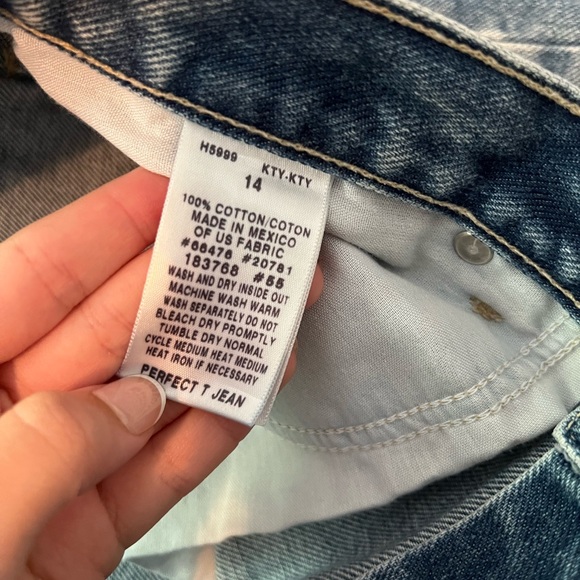 H5999 KTY-KTY
14
100% COTTON/COTON
MADE IN MEXICO
OF US FABRIC
#66476 #20781
183768 #55
WASH AND DRY INSIDE OUT
MACHINE WASH WARM
WASH SEPARATELY DO NOT
BLEACH DRY PROMPTLY
TUMBLE DRY NORMAL
CYCLE MEDIUM HEAT MEDIUM
HEAT IRON IF NECESSARY
PERFECT T JEAN